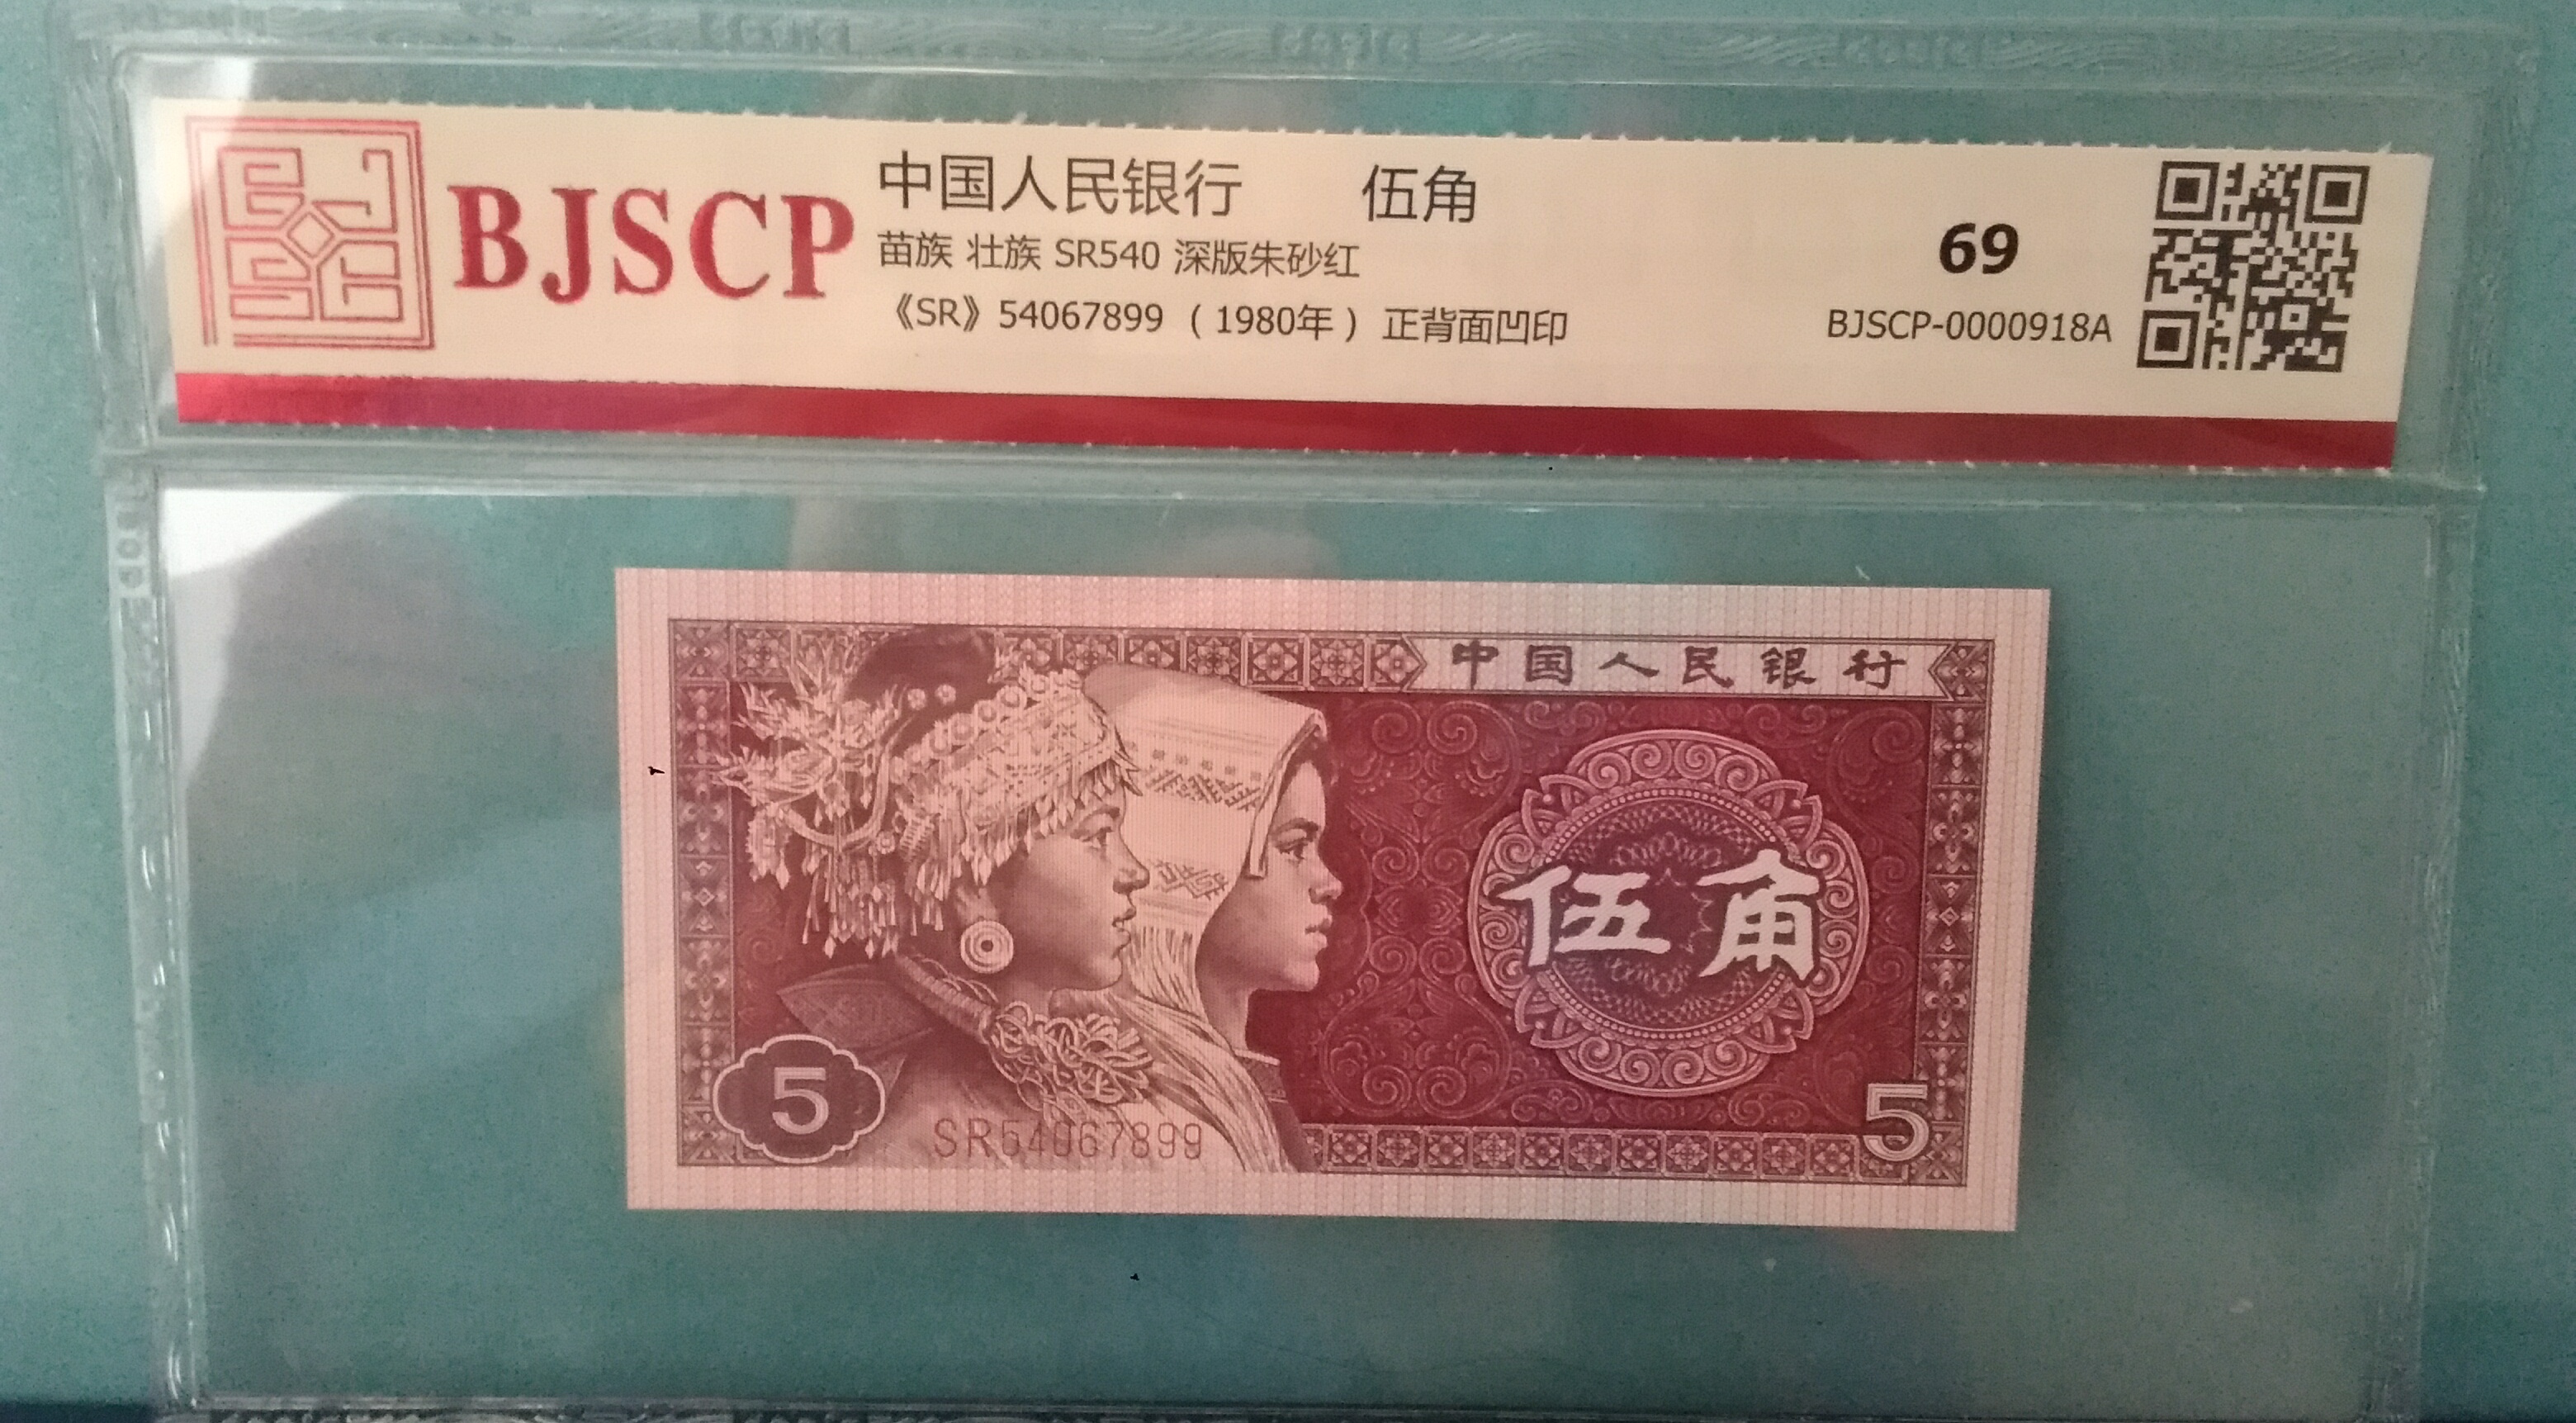 BJSCP
中国人民银行 伍角
苗族 壮族 SR540 深版朱砂红
《SR》54067899 （1980年） 正背面凹印
69
BJSCP-0000918A
中国人民银行
伍角
5
SR54067899
5